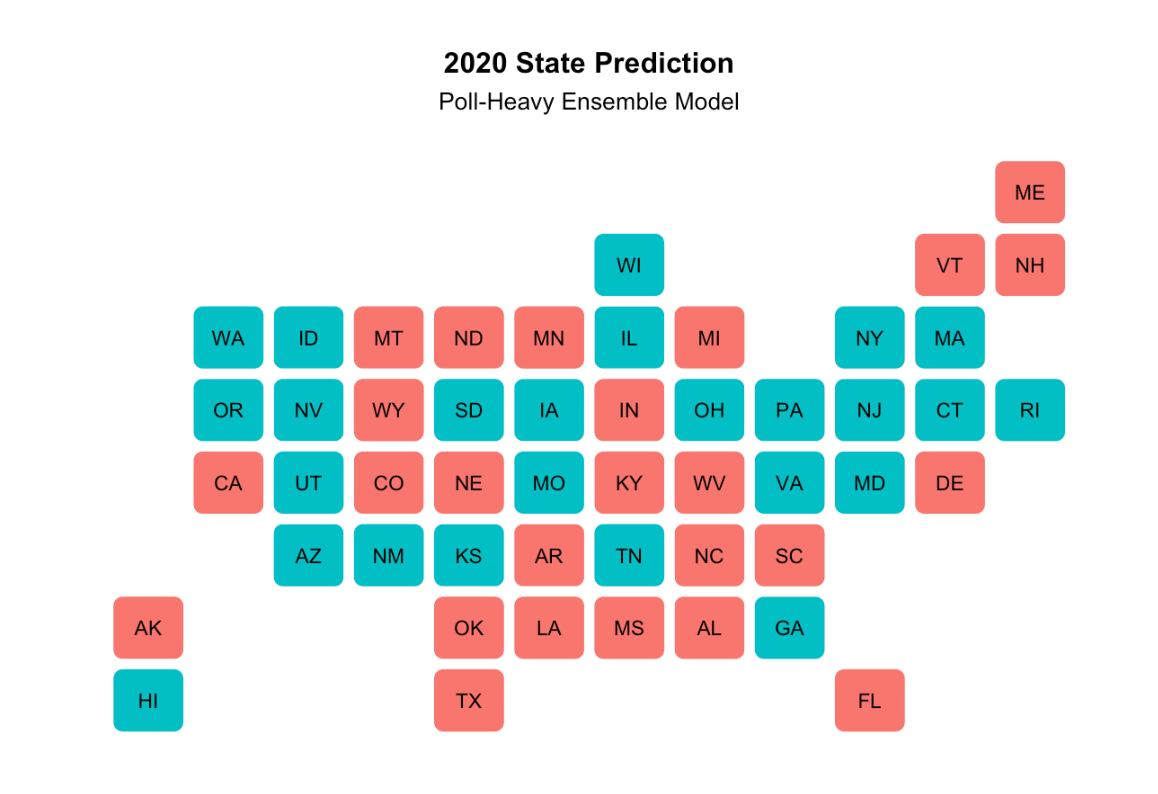 2020 State Prediction
Poll-Heavy Ensemble Model
ME
WI VT NH
WA ID MT ND MN IL MI NY MA
OR NV WY SD IA IN OH PA NJ CT RI
CA UT CO NE MO KY WV VA MD DE
AZ NM KS AR TN NC SC
AK OK LA MS AL GA
HI TX FL